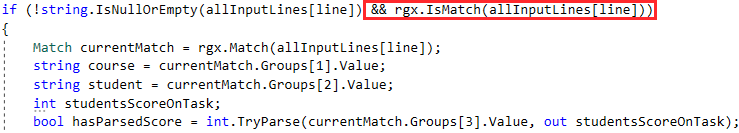 if (!string.IsNullOrEmpty(allInputLines[line]) && rgx.IsMatch(allInputLines[line]))
{
Match currentMatch = rgx.Match(allInputLines[line]);
string course = currentMatch.Groups[1].Value;
string student = currentMatch.Groups[2].Value;
int studentsScoreOnTask;
bool hasParsedScore = int.TryParse(currentMatch.Groups[3].Value, out studentsScoreOnTask);